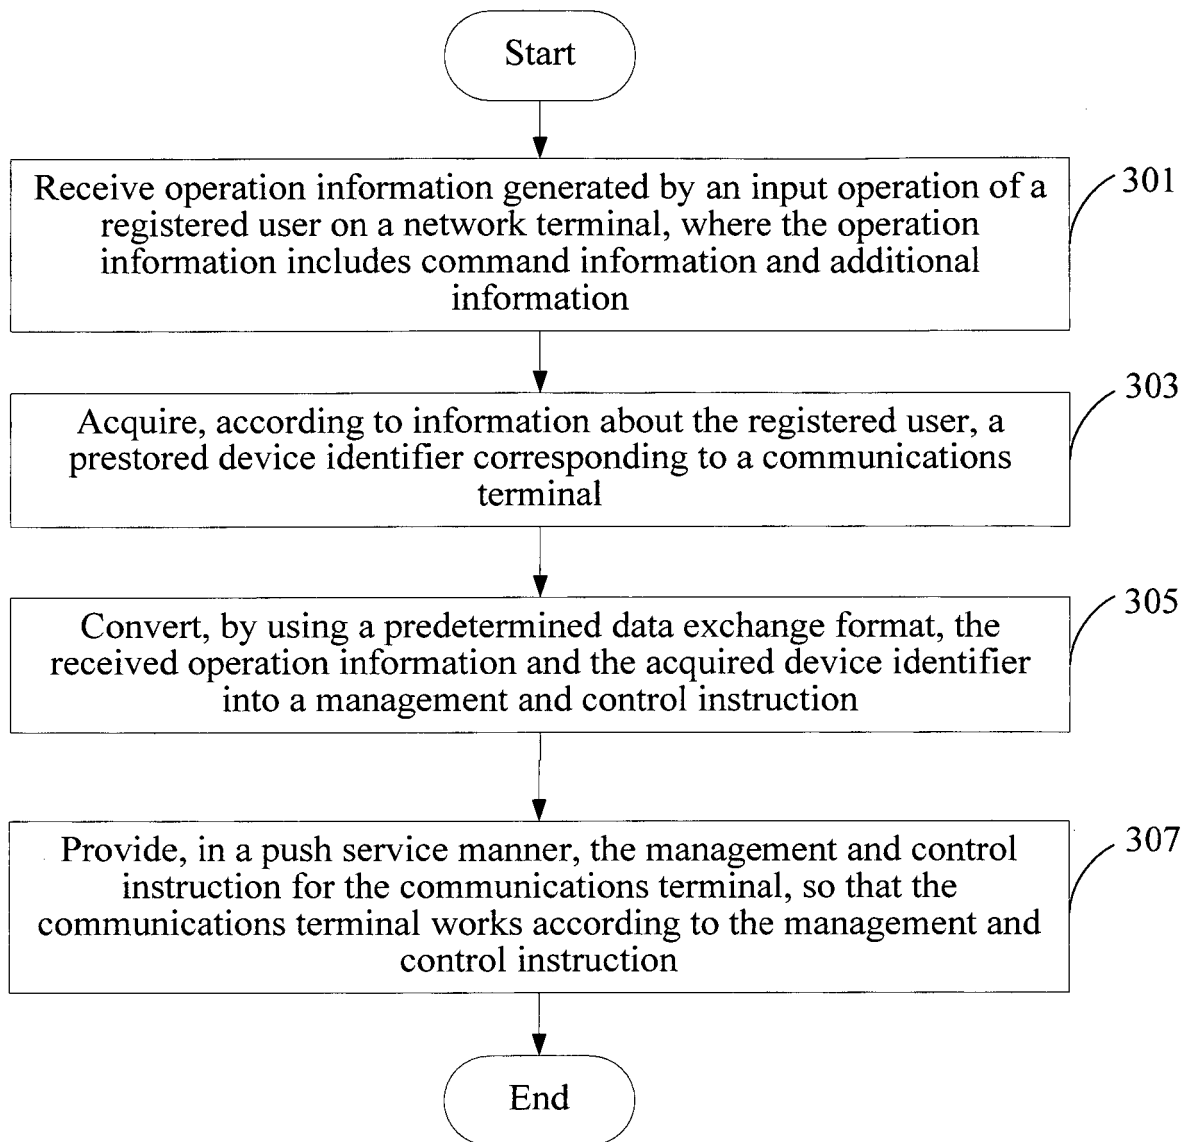 Start
Receive operation information generated by an input operation of a
registered user on a network terminal, where the operation
information includes command information and additional
information
301
Acquire, according to information about the registered user, a
prestored device identifier corresponding to a communications
terminal
303
Convert, by using a predetermined data exchange format, the
received operation information and the acquired device identifier
into a management and control instruction
305
Provide, in a push service manner, the management and control
instruction for the communications terminal, so that the
communications terminal works according to the management and
control instruction
307
End